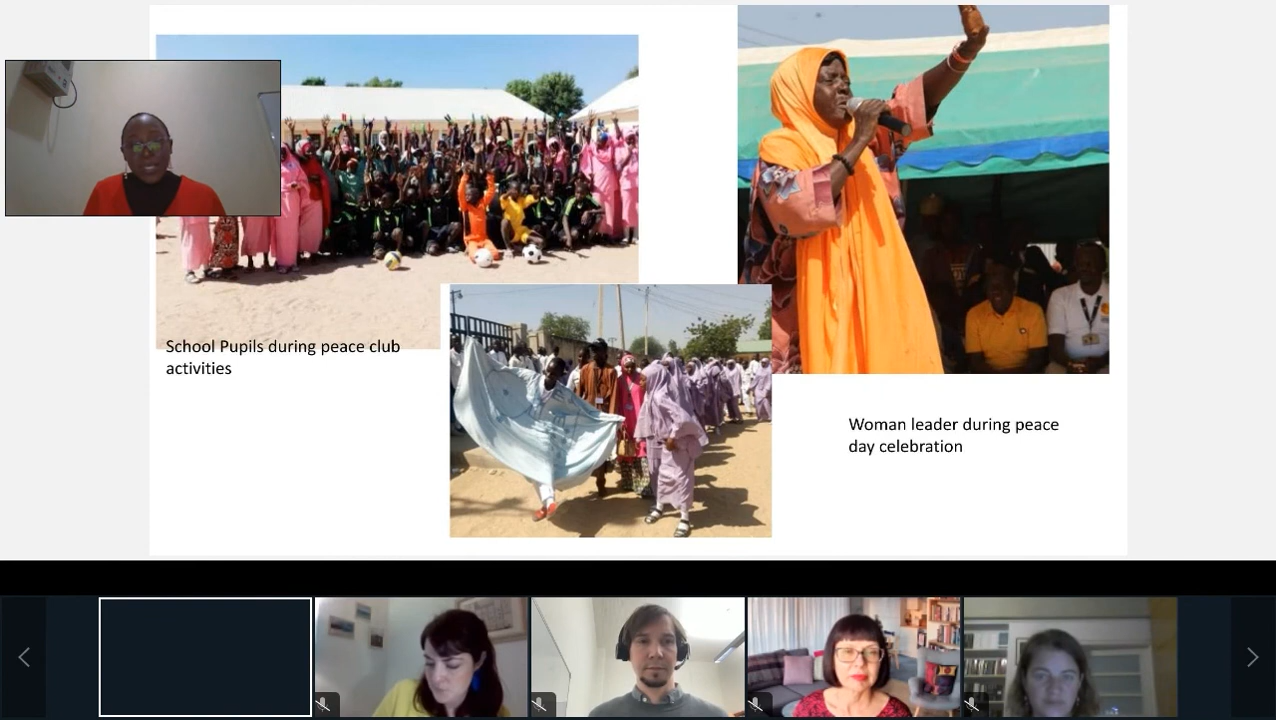 School Pupils during peace club
activities
Woman leader during peace
day celebration